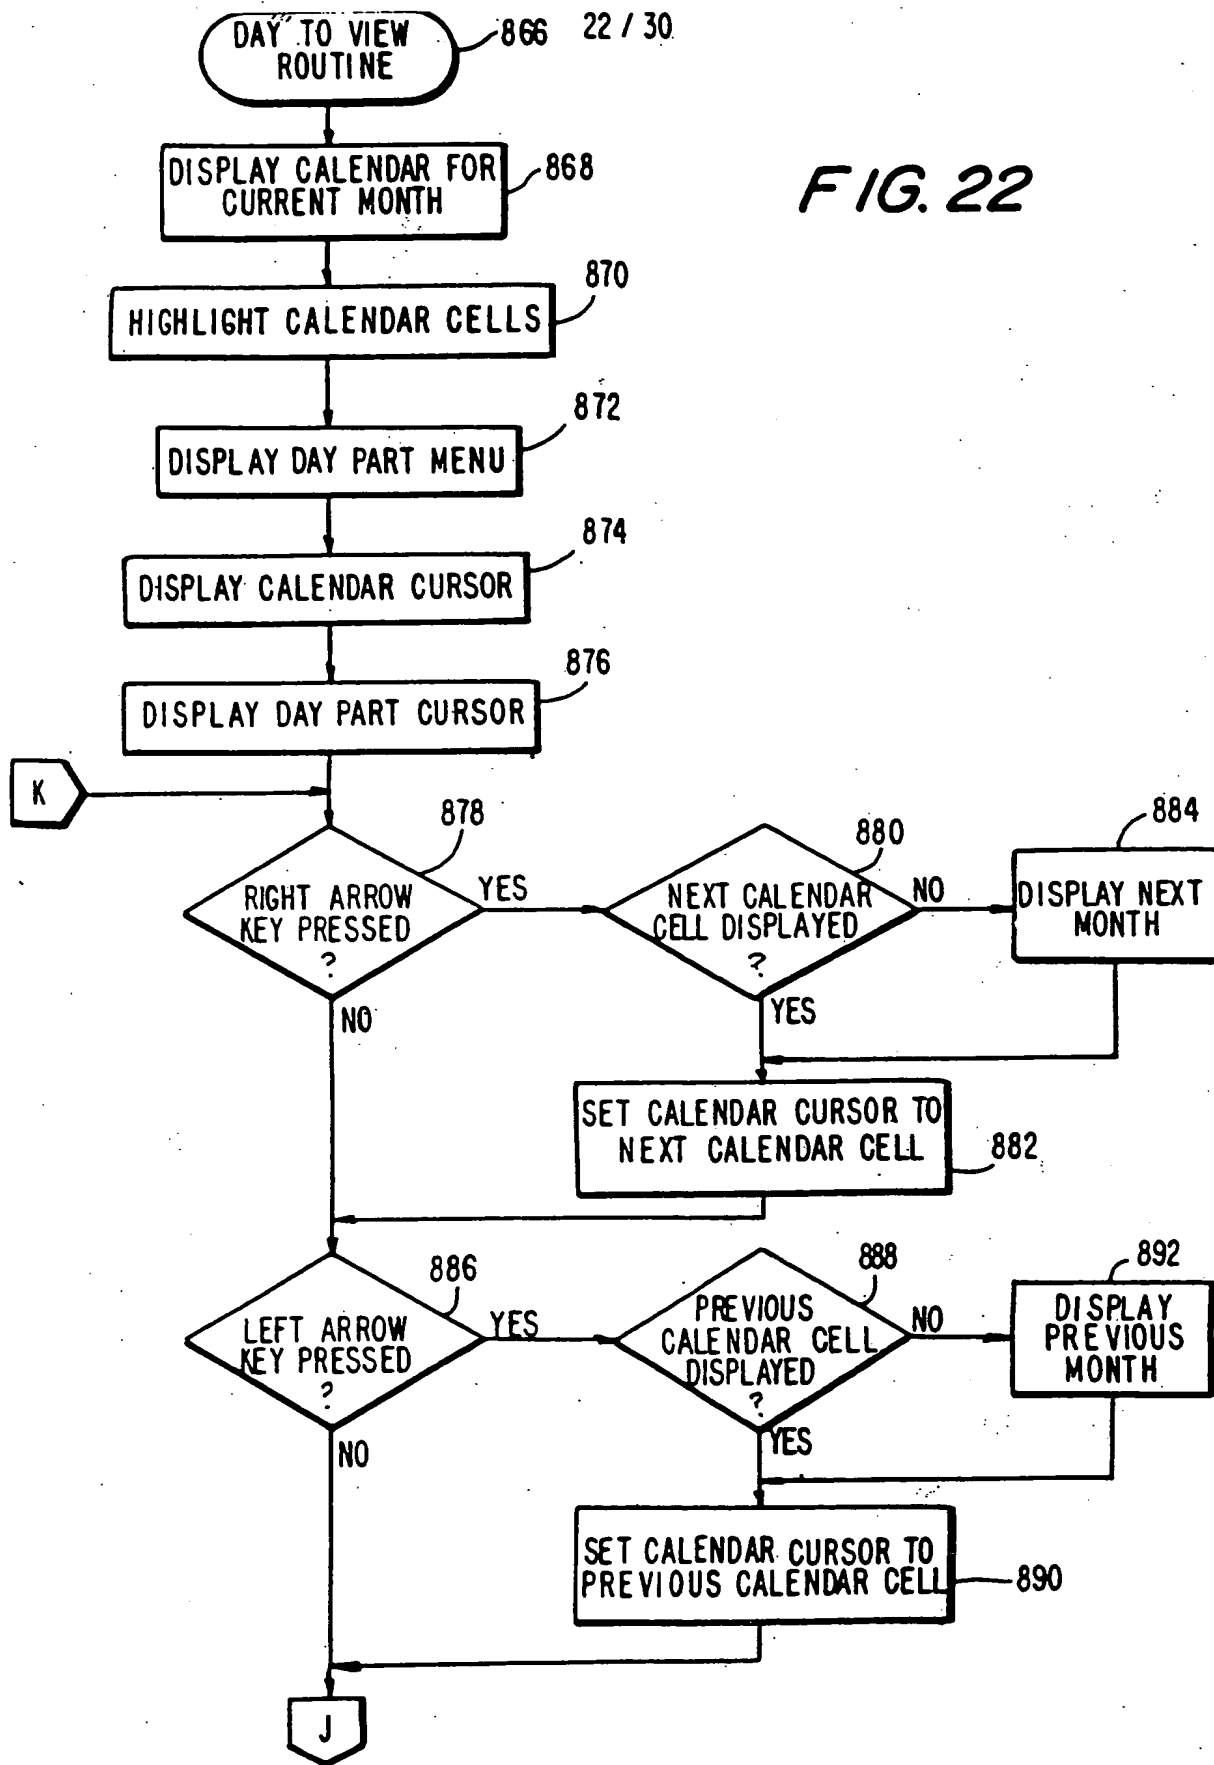 22 / 30
FIG. 22
DAY TO VIEW
ROUTINE
866
DISPLAY CALENDAR FOR
CURRENT MONTH
868
870
HIGHLIGHT CALENDAR CELLS
872
DISPLAY DAY PART MENU
874
DISPLAY CALENDAR CURSOR
876
DISPLAY DAY PART CURSOR
K
878
RIGHT ARROW
KEY PRESSED
?
YES
NO
880
NEXT CALENDAR
CELL DISPLAYED
?
NO
YES
884
DISPLAY NEXT
MONTH
SET CALENDAR CURSOR TO
NEXT CALENDAR CELL
882
886
LEFT ARROW
KEY PRESSED
?
YES
NO
888
PREVIOUS
CALENDAR CELL
DISPLAYED
?
NO
YES
892
DISPLAY
PREVIOUS
MONTH
SET CALENDAR CURSOR TO
PREVIOUS CALENDAR CELL
890
J